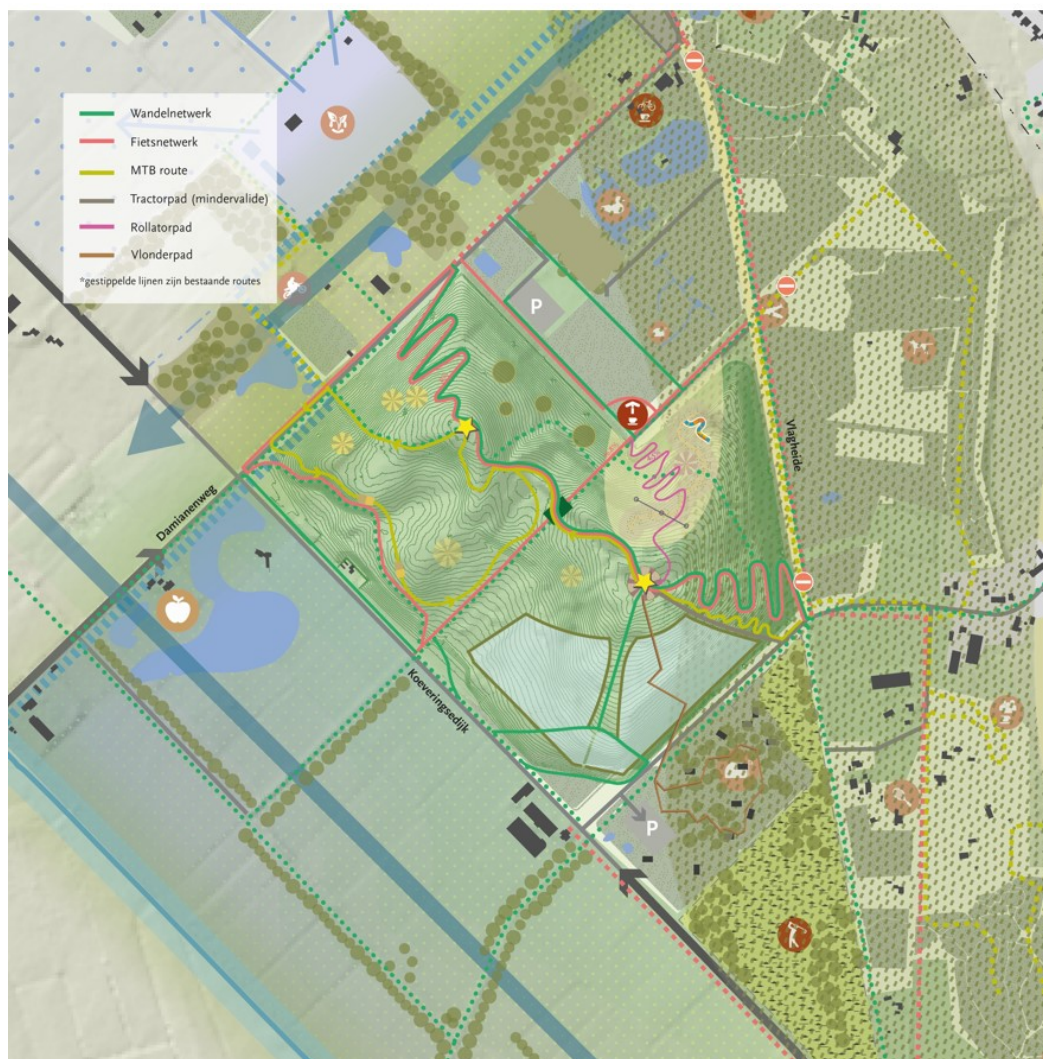 Wandelnetwerk
Fietsnetwerk
MTB route
Tractorpad (mindervalide)
Rollatorpad
Vlonderpad
*gestippelde lijnen zijn bestaande routes
P
Vlagheide
Damianenweg
Koeveringsedijk
P